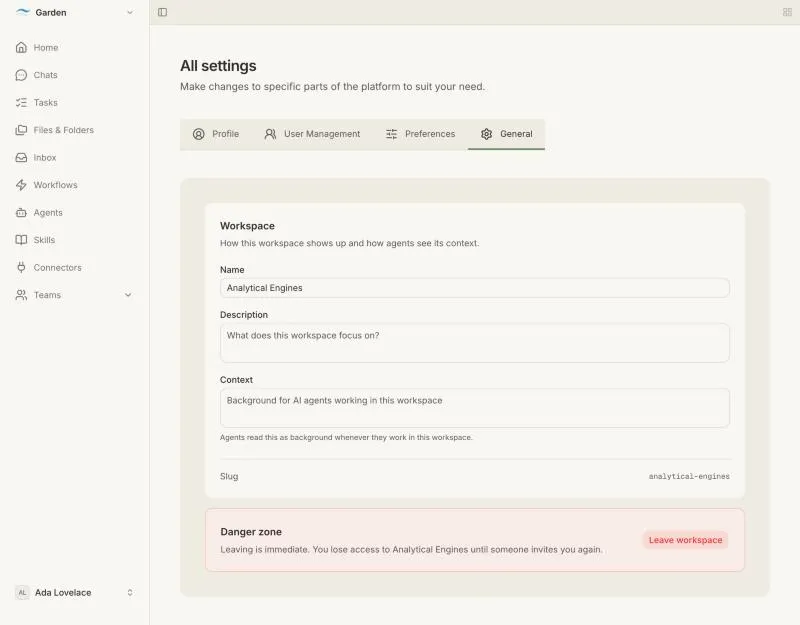 Garden
Home
Chats
Tasks
Files & Folders
Inbox
Workflows
Agents
Skills
Connectors
Teams
AL
Ada Lovelace
All settings
Make changes to specific parts of the platform to suit your need.
Profile
User Management
Preferences
General
Workspace
How this workspace shows up and how agents see its context.
Name
Analytical Engines
Description
What does this workspace focus on?
Context
Background for AI agents working in this workspace
Agents read this as background whenever they work in this workspace.
Slug
analytical-engines
Danger zone
Leaving is immediate. You lose access to Analytical Engines until someone invites you again.
Leave workspace